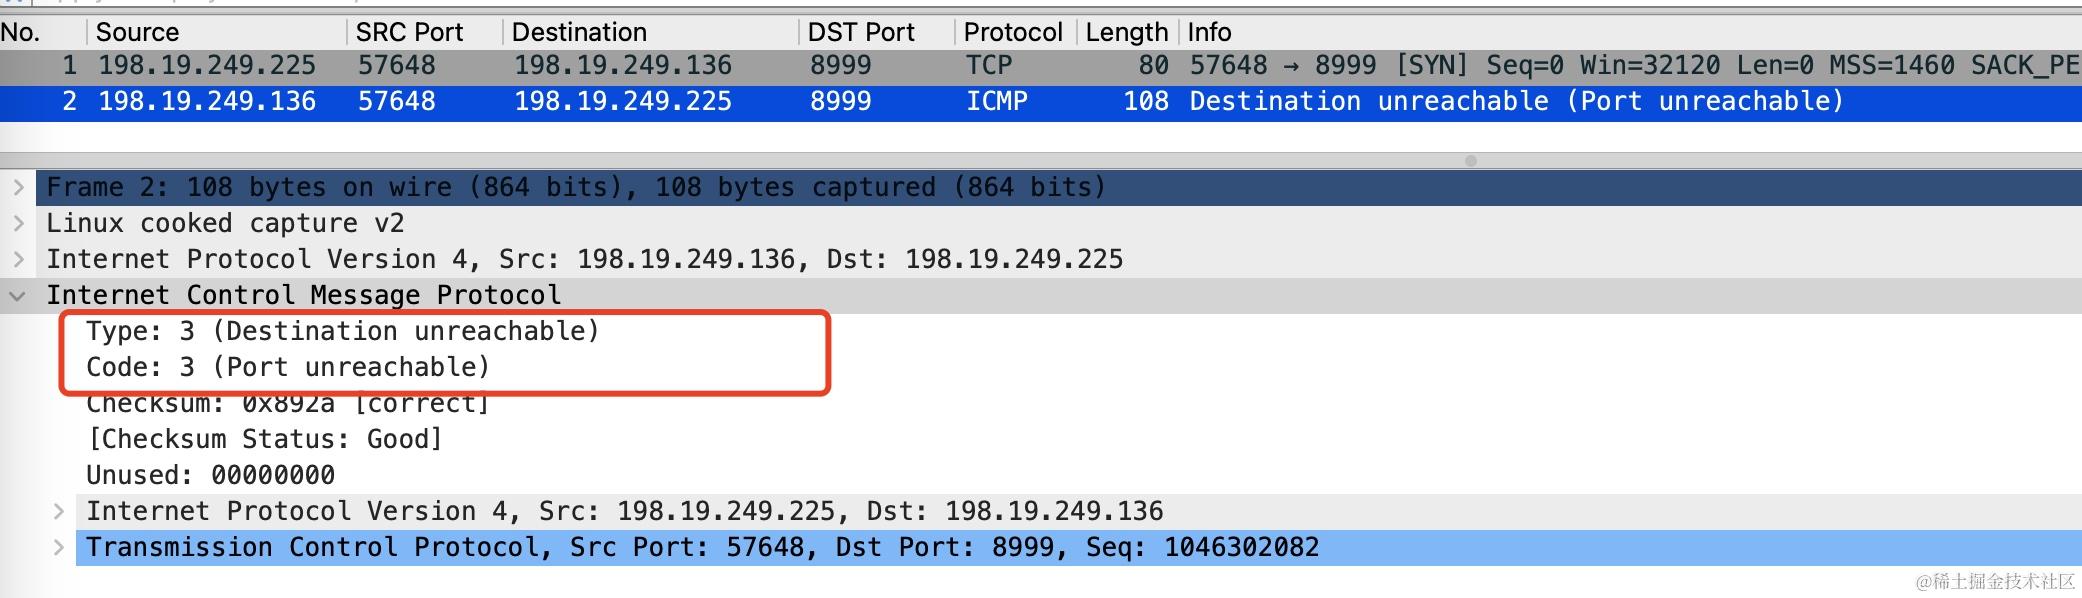 No. Source SRC Port Destination DST Port Protocol Length Info
1 198.19.249.225 57648 198.19.249.136 8999 TCP 80 57648 → 8999 [SYN] Seq=0 Win=32120 Len=0 MSS=1460 SACK_PE
2 198.19.249.136 57648 198.19.249.225 8999 ICMP 108 Destination unreachable (Port unreachable)
Frame 2: 108 bytes on wire (864 bits), 108 bytes captured (864 bits)
Linux cooked capture v2
Internet Protocol Version 4, Src: 198.19.249.136, Dst: 198.19.249.225
Internet Control Message Protocol
Type: 3 (Destination unreachable)
Code: 3 (Port unreachable)
Checksum: 0x892a [correct]
[Checksum Status: Good]
Unused: 00000000
Internet Protocol Version 4, Src: 198.19.249.225, Dst: 198.19.249.136
Transmission Control Protocol, Src Port: 57648, Dst Port: 8999, Seq: 1046302082
@稀土掘金技术社区